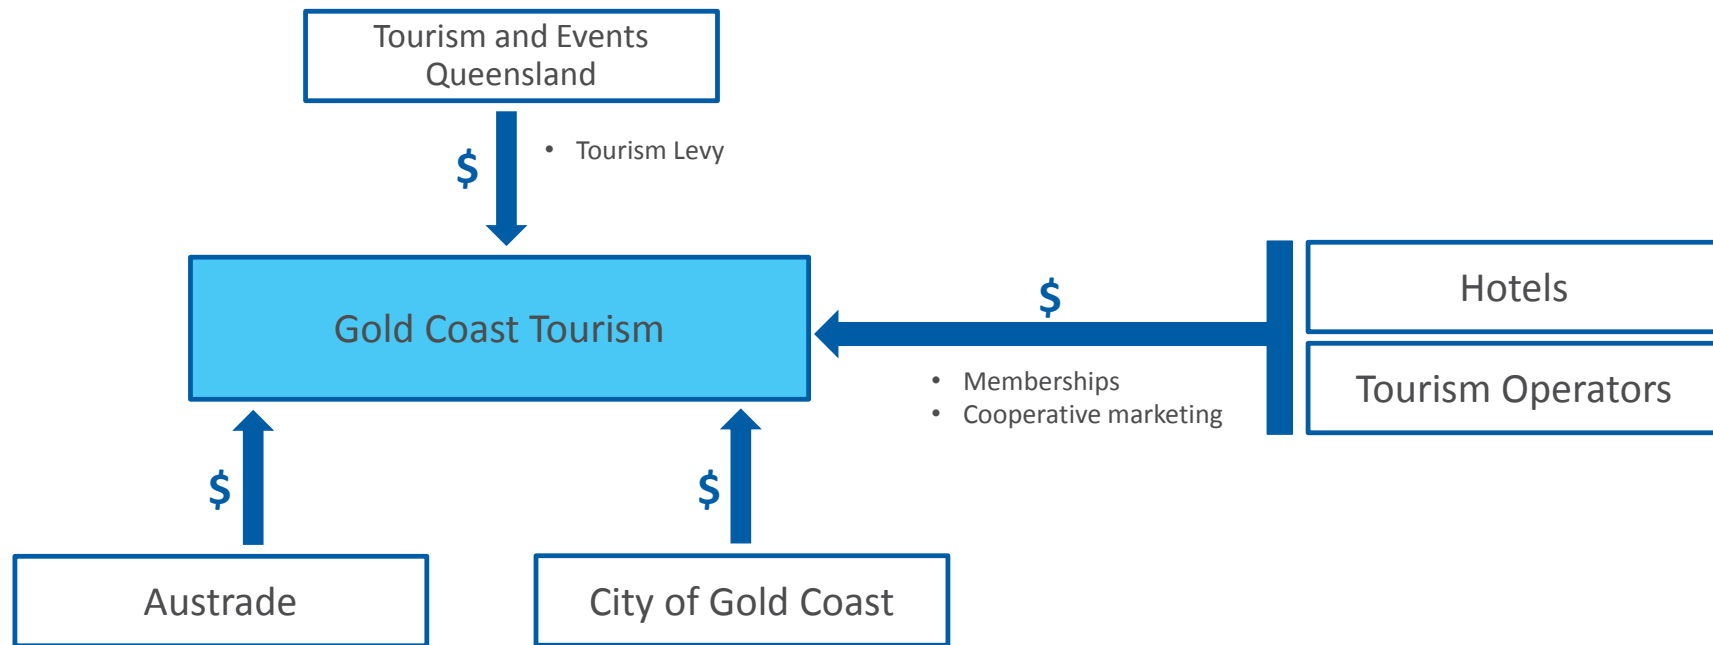 Tourism and Events
Queensland
$
• Tourism Levy
Gold Coast Tourism
$
• Memberships
• Cooperative marketing
Hotels
Tourism Operators
$
$
Austrade
City of Gold Coast